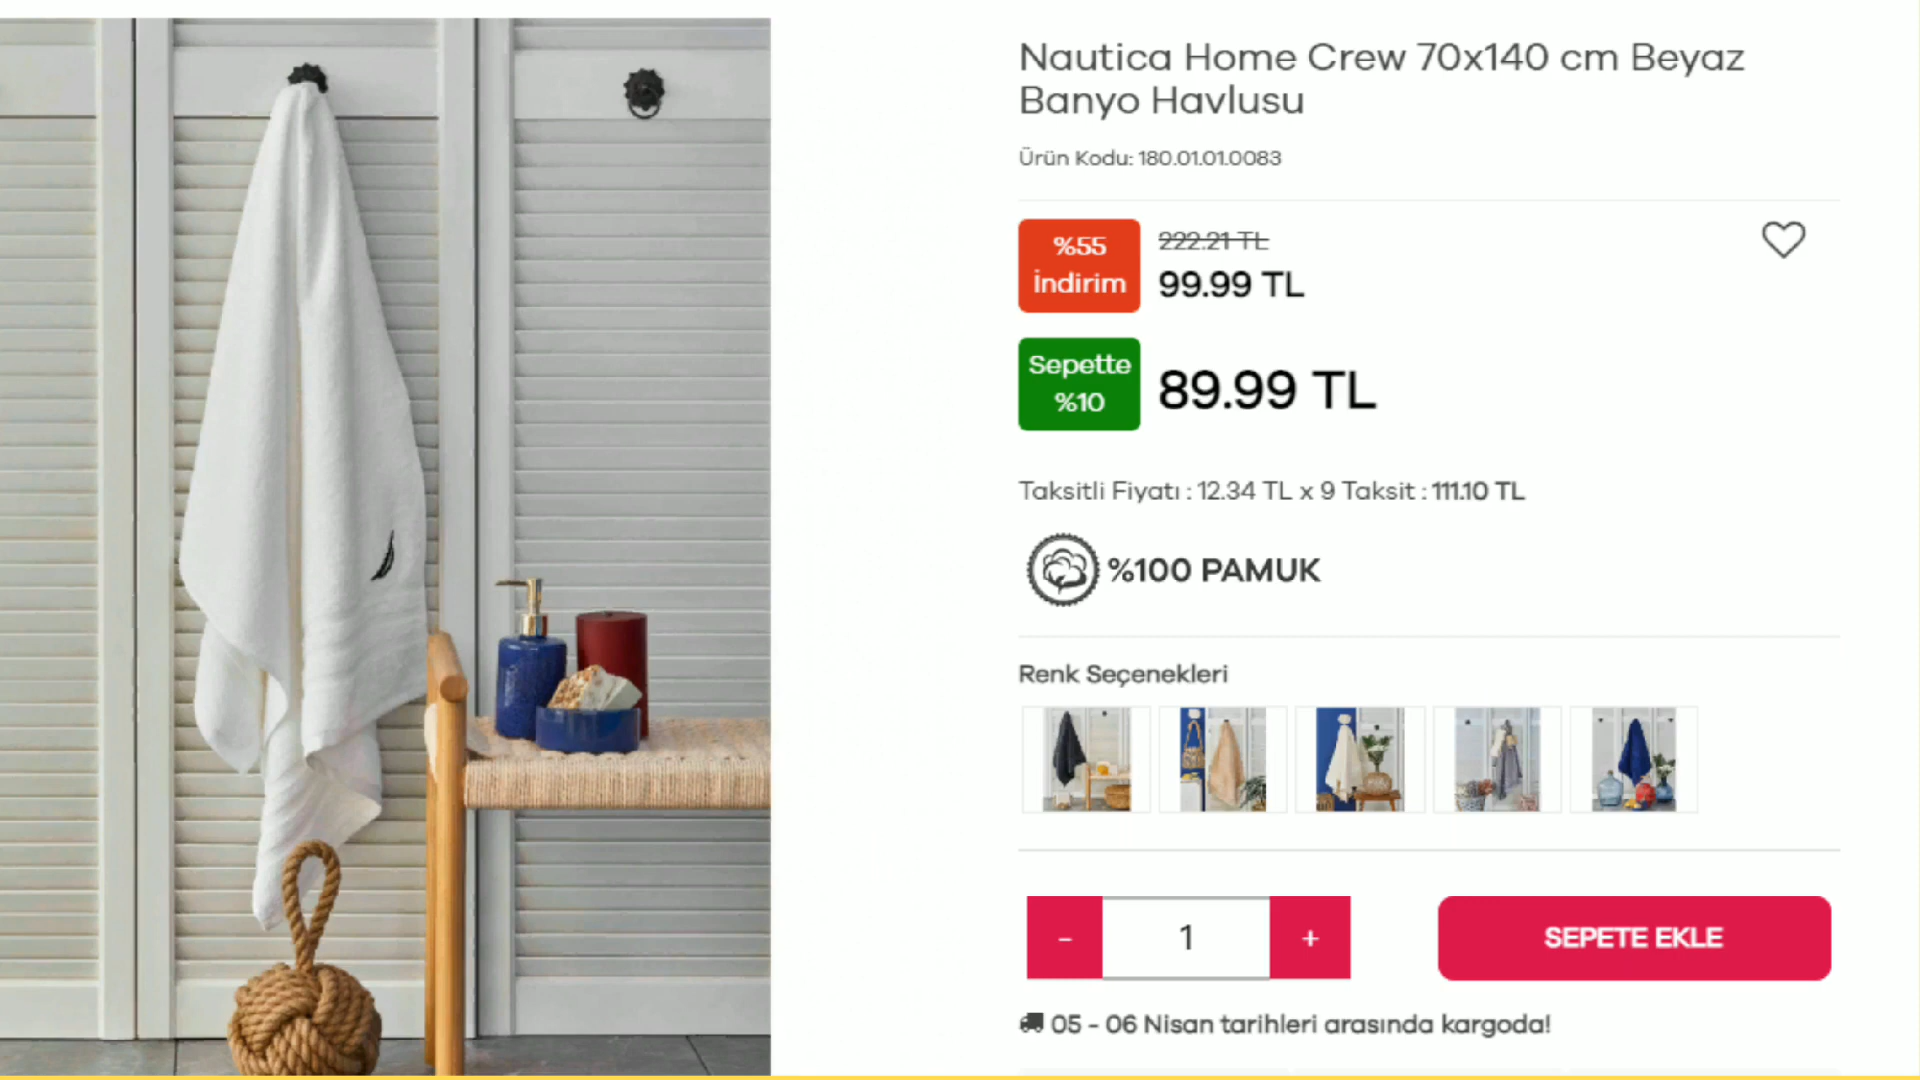 Nautica Home Crew 70x140 cm Beyaz
Banyo Havlusu
Ürün Kodu: 180.01.01.0083
%55
İndirim
222.21 TL
99.99 TL
Sepette
%10
89.99 TL
Taksitli Fiyatı : 12.34 TL x 9 Taksit : 111.10 TL
%100 PAMUK
Renk Seçenekleri
- 1 +
SEPETE EKLE
05 - 06 Nisan tarihleri arasında kargoda!